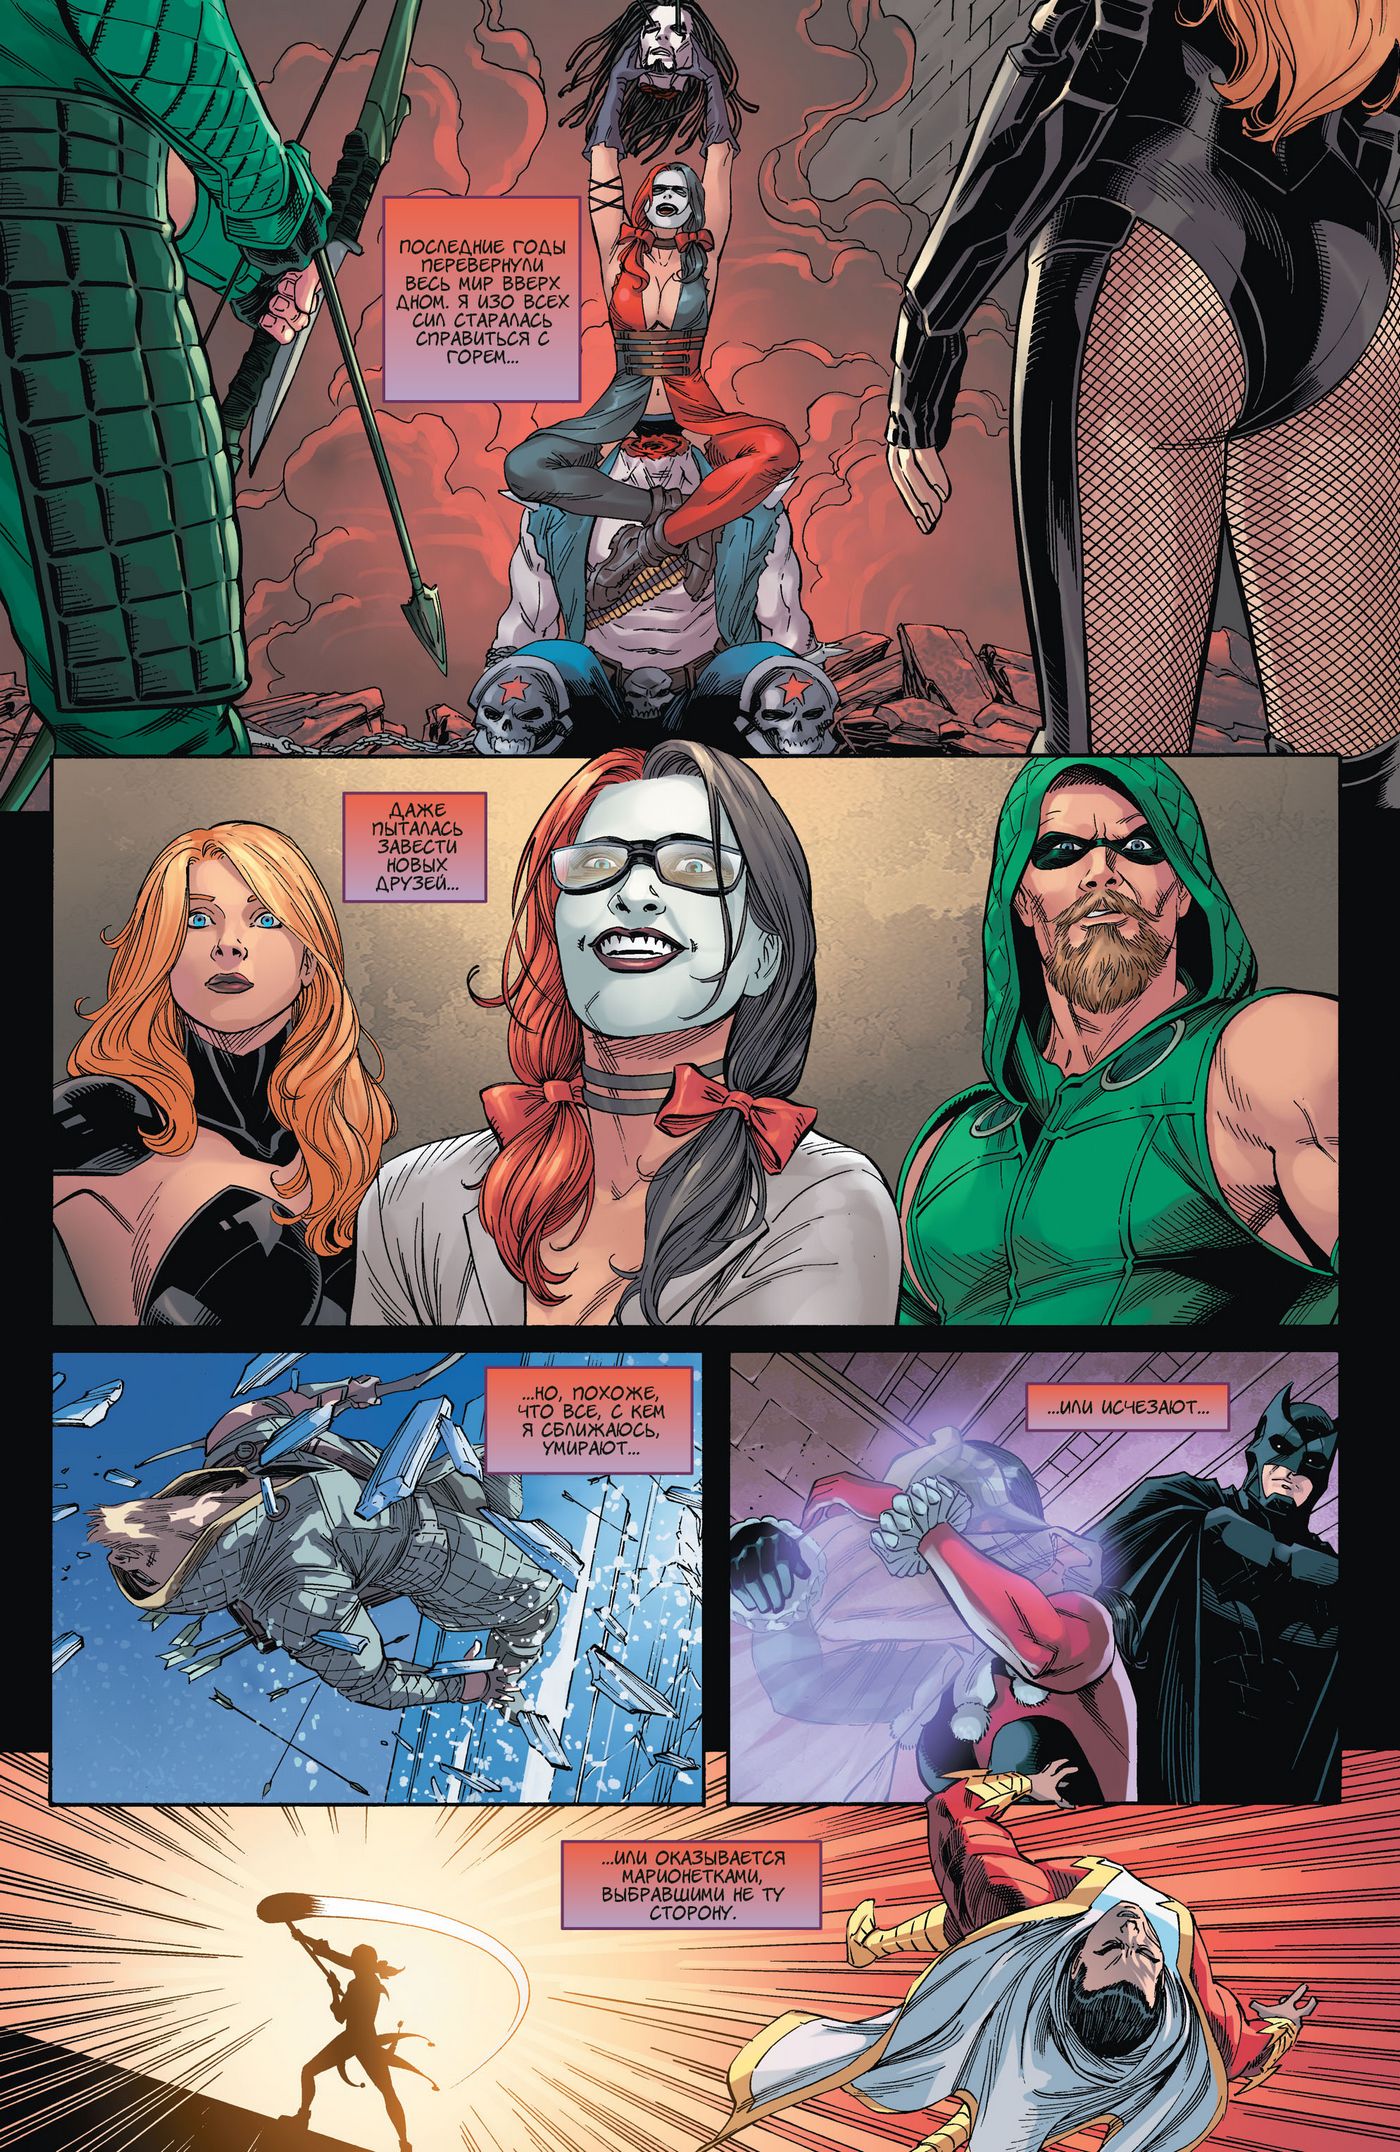 ПОСЛЕДНИЕ ГОДЫ
ПЕРЕВЕРНУЛИ
ВЕСЬ МИР ВВЕРХ
ДНОМ. Я ИЗО ВСЕХ
СИЛ СТАРАЛАСЬ
СПРАВИТЬСЯ С
ГОРЕМ...
ДАЖЕ
ПЫТАЛАСЬ
ЗАВЕСТИ
НОВЫХ
ДРУЗЕЙ...
...НО, ПОХОЖЕ,
ЧТО ВСЕ, С КЕМ
Я СБЛИЖАЮСЬ,
УМИРАЮТ...
...ИЛИ ИСЧЕЗАЮТ...
...ИЛИ ОКАЗЫВАЕТСЯ
МАРИОНЕТКАМИ,
ВЫБРАВШИМИ НЕ ТУ
СТОРОНУ.